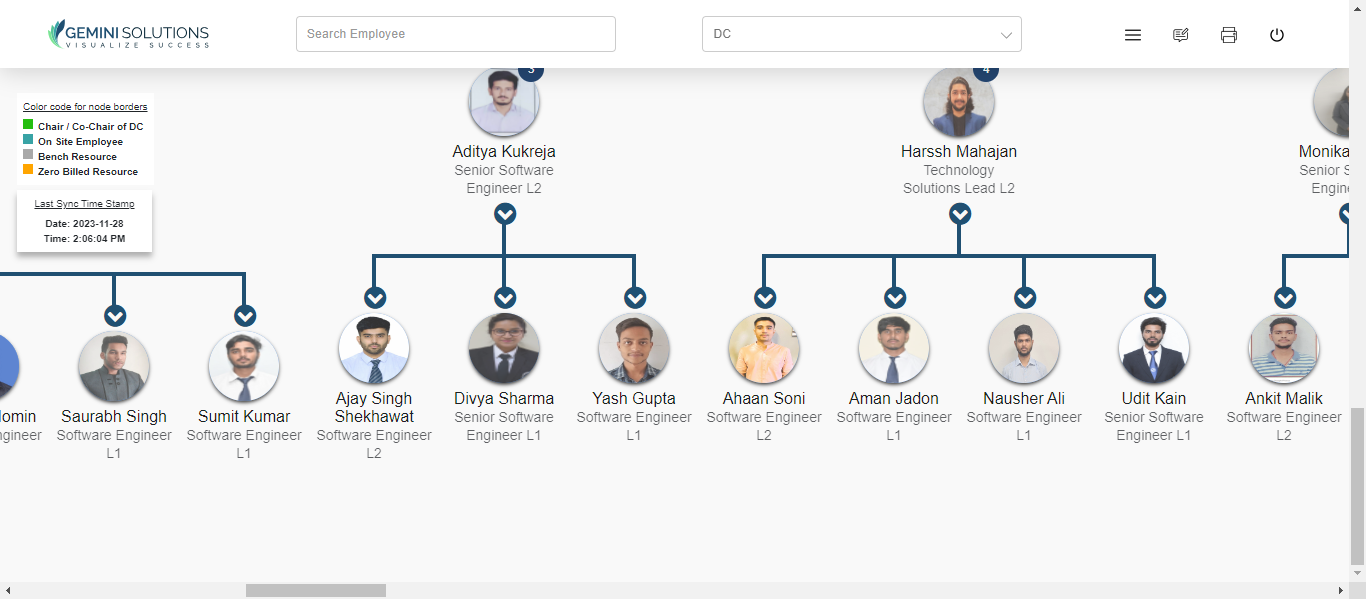 GEMINI SOLUTIONS
VISUALIZE SUCCESS
Search Employee
DC
3
4
Color code for node borders
Chair / Co-Chair of DC
On Site Employee
Bench Resource
Zero Billed Resource
Last Sync Time Stamp
Date: 2023-11-28
Time: 2:06:04 PM
Aditya Kukreja
Senior Software
Engineer L2
Harssh Mahajan
Technology
Solutions Lead L2
Monika
Senior S
Engin
lomin
ngineer
Saurabh Singh
Software Engineer
L1
Sumit Kumar
Software Engineer
L1
Ajay Singh
Shekhawat
Software Engineer
L2
Divya Sharma
Senior Software
Engineer L1
Yash Gupta
Software Engineer
L1
Ahaan Soni
Software Engineer
L2
Aman Jadon
Software Engineer
L1
Nausher Ali
Software Engineer
L1
Udit Kain
Senior Software
Engineer L1
Ankit Malik
Software Engineer
L2